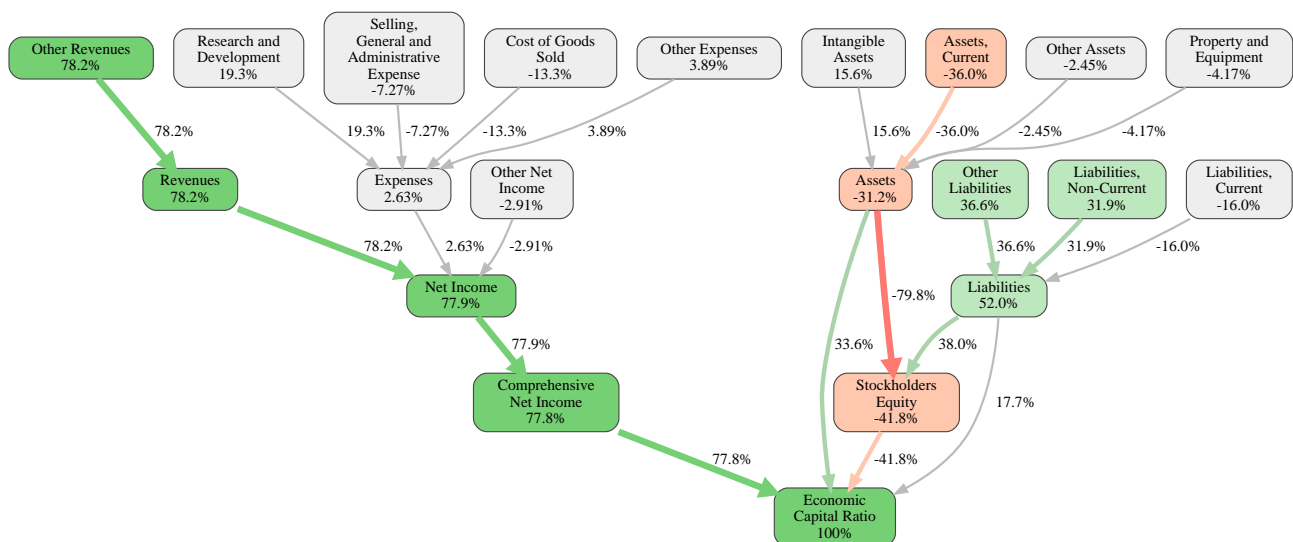 Other Revenues
78.2%
Research and
Development
19.3%
Selling,
General and
Administrative
Expense
-7.27%
Cost of Goods
Sold
-13.3%
Other Expenses
3.89%
Intangible
Assets
15.6%
Assets,
Current
-36.0%
Other Assets
-2.45%
Property and
Equipment
-4.17%
78.2%
19.3%
-7.27%
-13.3%
3.89%
15.6%
-36.0%
-2.45%
-4.17%
Revenues
78.2%
Expenses
2.63%
Other Net
Income
-2.91%
Assets
-31.2%
Other
Liabilities
36.6%
Liabilities,
Non-Current
31.9%
Liabilities,
Current
-16.0%
78.2%
2.63%
-2.91%
36.6%
31.9%
-16.0%
Net Income
77.9%
-79.8%
Liabilities
52.0%
77.9%
33.6%
38.0%
Comprehensive
Net Income
77.8%
Stockholders
Equity
-41.8%
17.7%
77.8%
-41.8%
Economic
Capital Ratio
100%